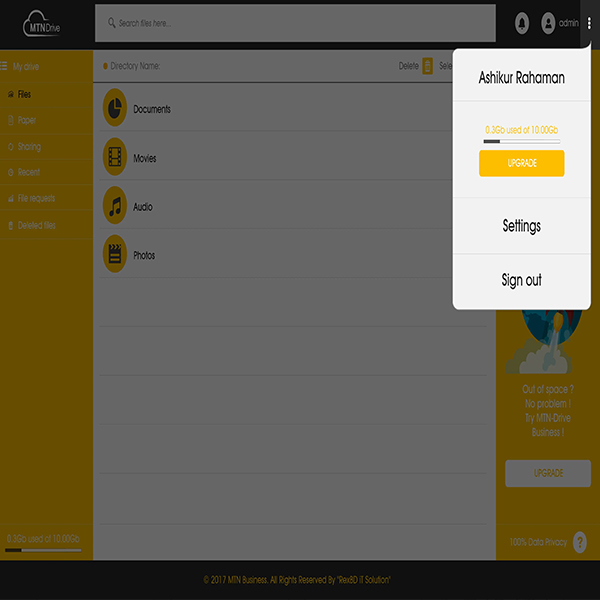 MTN Drive
Search files here...
admin
My drive
Files
Paper
Sharing
Recent
File requests
Deleted files
0.3Gb used of 10.00Gb
Directory Name:
Delete
Sele
Documents
Movies
Audio
Photos
Ashikur Rahaman
0.3Gb used of 10.00Gb
UPGRADE
Settings
Sign out
Out of space ?
No problem !
Try MTN-Drive
Business !
UPGRADE
100% Data Privacy ?
© 2017 MTN Business. All Rights Reserved By "RexBD iT Solution"